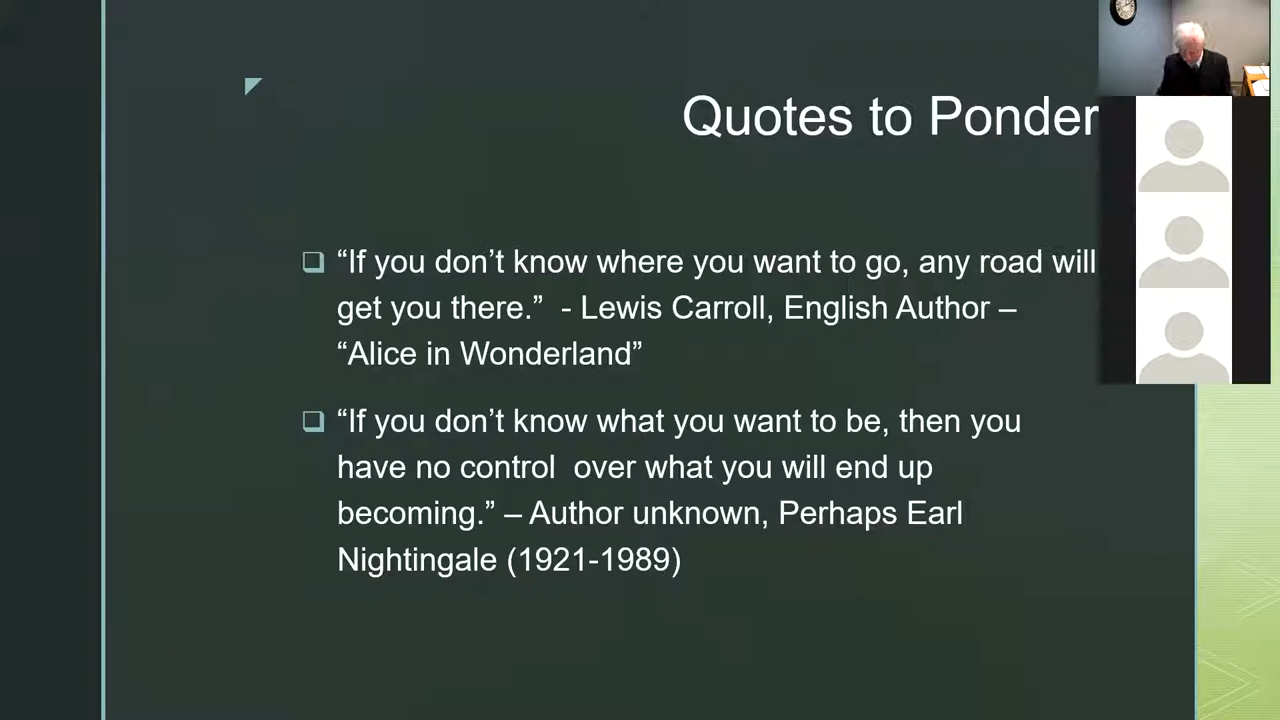 Quotes to Ponder
❑ “If you don’t know where you want to go, any road will
get you there.”  - Lewis Carroll, English Author –
“Alice in Wonderland”
❑ “If you don’t know what you want to be, then you
have no control  over what you will end up
becoming.” – Author unknown, Perhaps Earl
Nightingale (1921-1989)